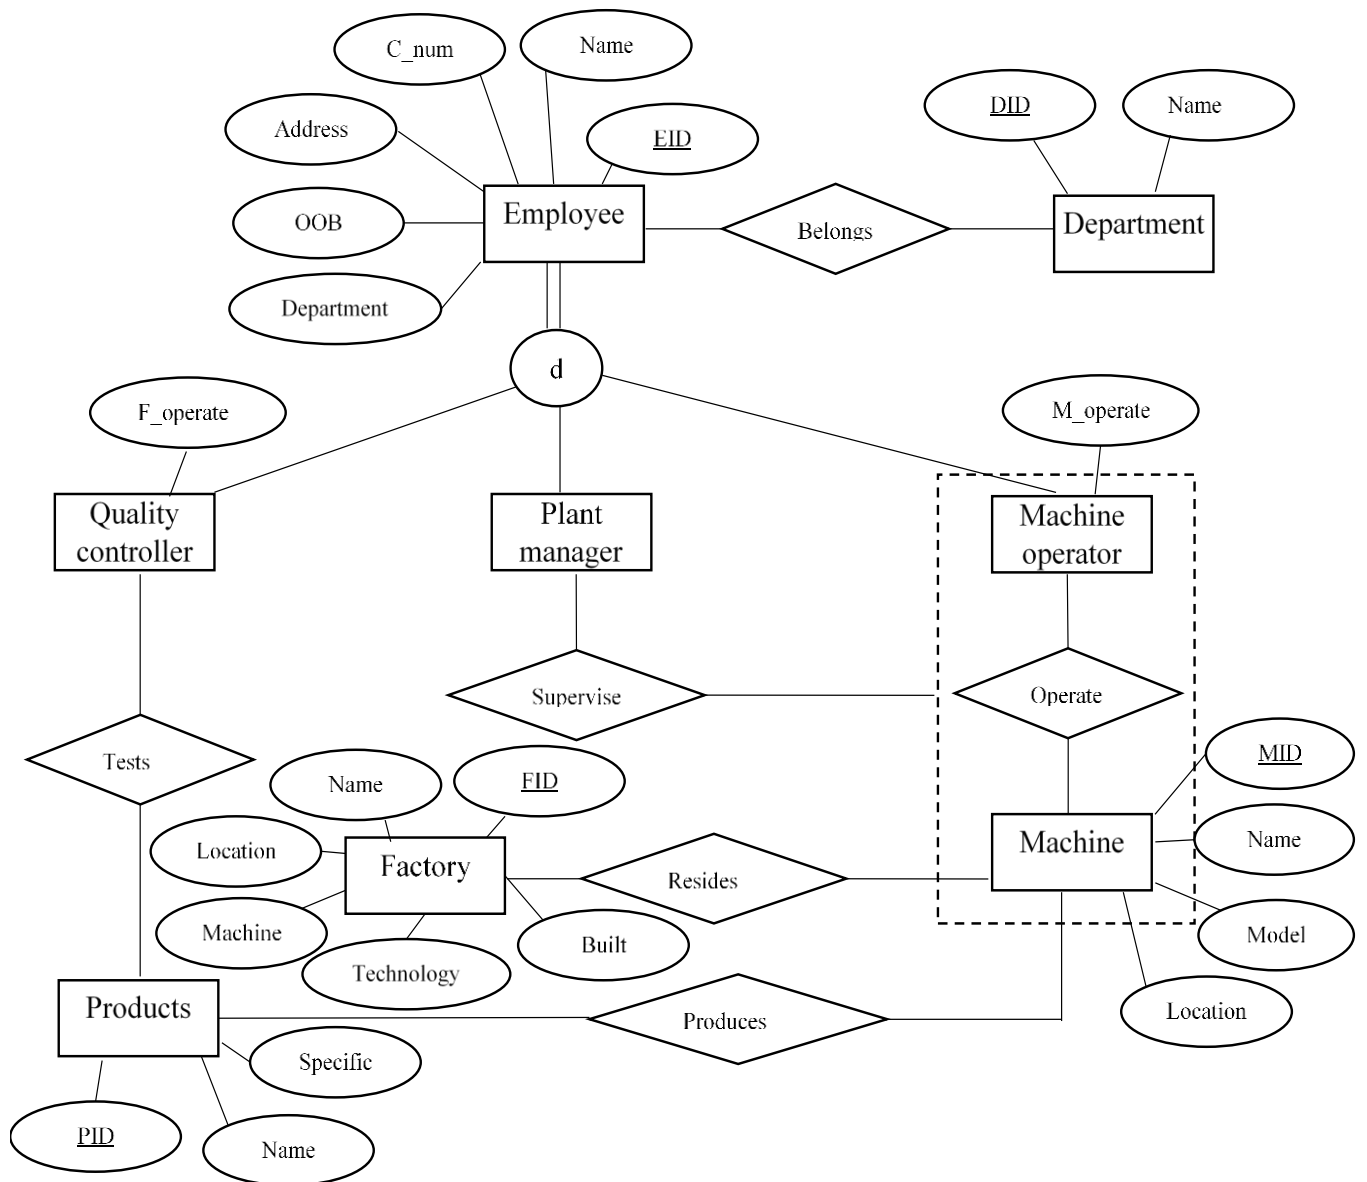 C_num
Name
Address
EID
DID
Name
OOB
Employee
Belongs
Department
Department
d
F_operate
M_operate
Quality
controller
Plant
manager
Machine
operator
Supervise
Operate
Tests
Name
FID
MID
Location
Factory
Resides
Machine
Name
Machine
Built
Model
Technology
Products
Produces
Location
Specific
PID
Name